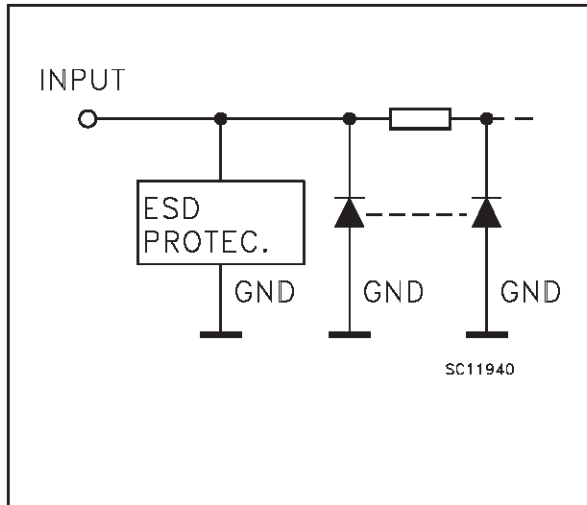 INPUT
ESD
PROTEC.
GND
GND
GND
SC11940